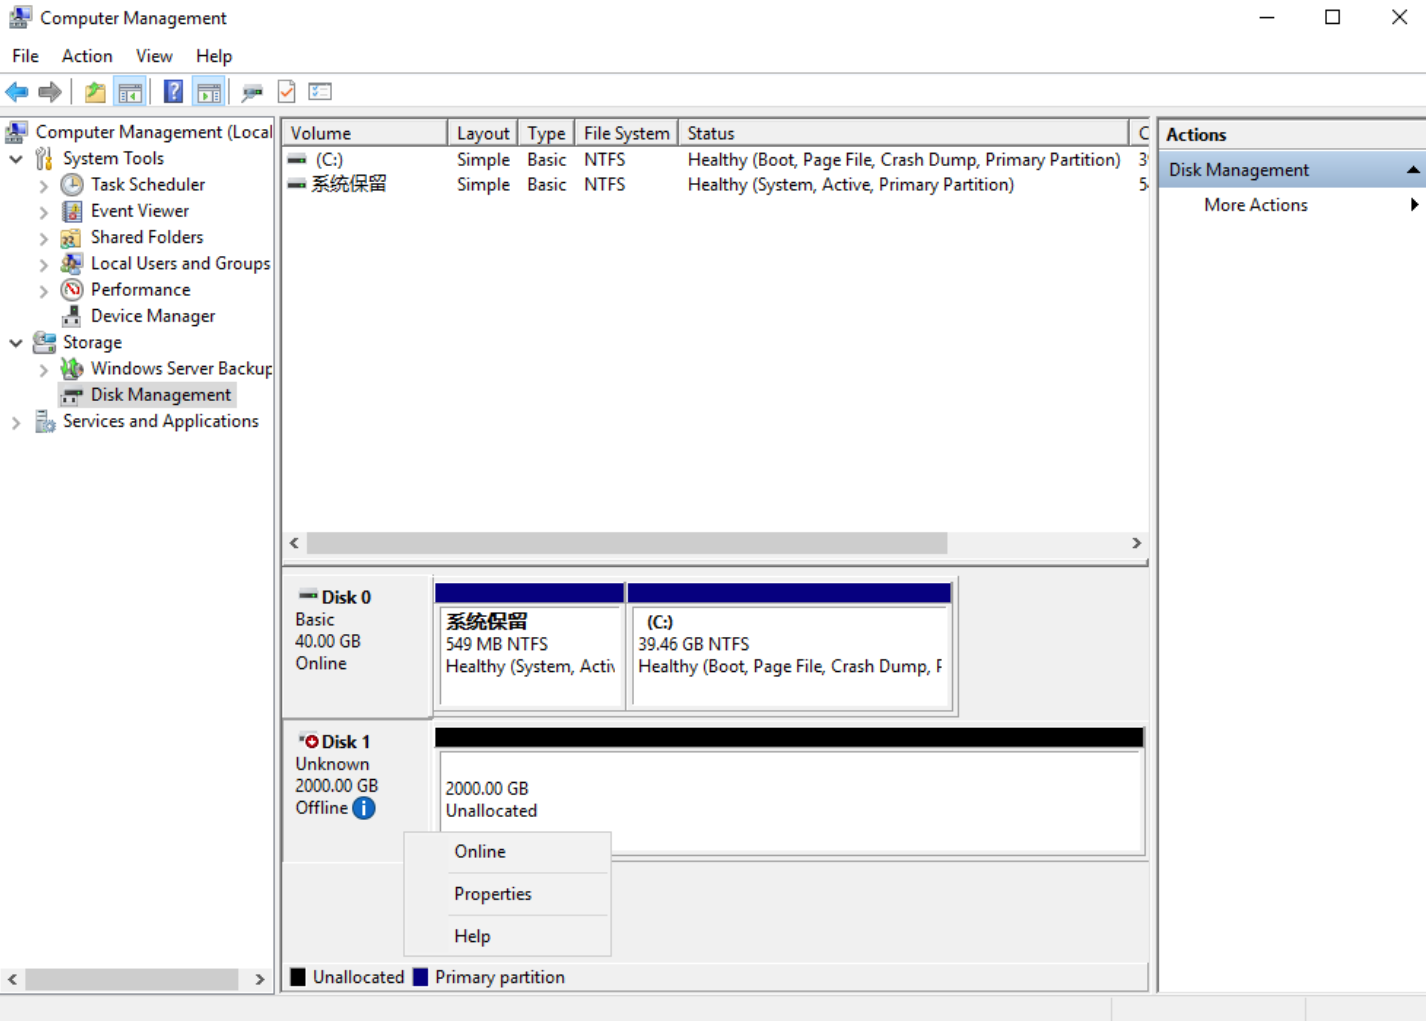 Computer Management
File Action View Help
Computer Management (Local
System Tools
Task Scheduler
Event Viewer
Shared Folders
Local Users and Groups
Performance
Device Manager
Storage
Windows Server Backup
Disk Management
Services and Applications
Volume Layout Type File System Status C
(C:) Simple Basic NTFS Healthy (Boot, Page File, Crash Dump, Primary Partition) 3
系统保留 Simple Basic NTFS Healthy (System, Active, Primary Partition) 5
Disk 0
Basic
40.00 GB
Online
系统保留
549 MB NTFS
Healthy (System, Activ
(C:)
39.46 GB NTFS
Healthy (Boot, Page File, Crash Dump, P
Disk 1
Unknown
2000.00 GB
Offline
2000.00 GB
Unallocated
Online
Properties
Help
Unallocated Primary partition
Actions
Disk Management
More Actions